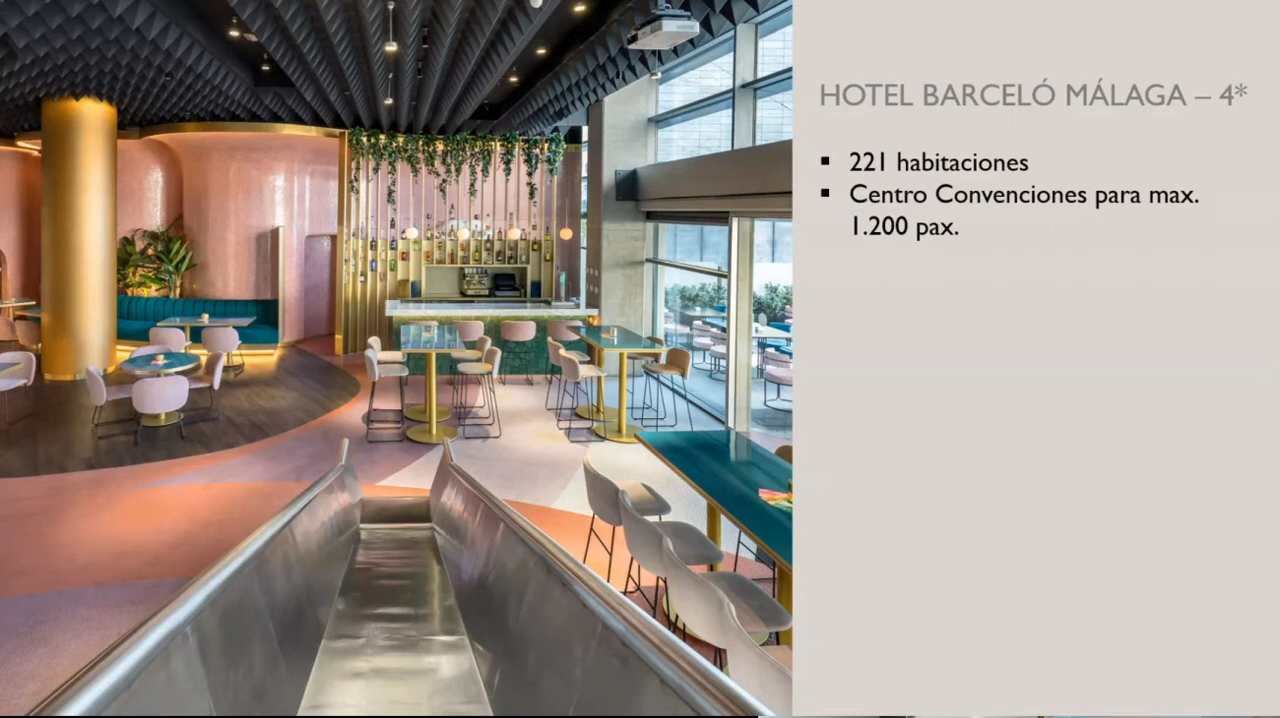 HOTEL BARCELÓ MÁLAGA – 4*
▪ 221 habitaciones
▪ Centro Convenciones para max.
1.200 pax.